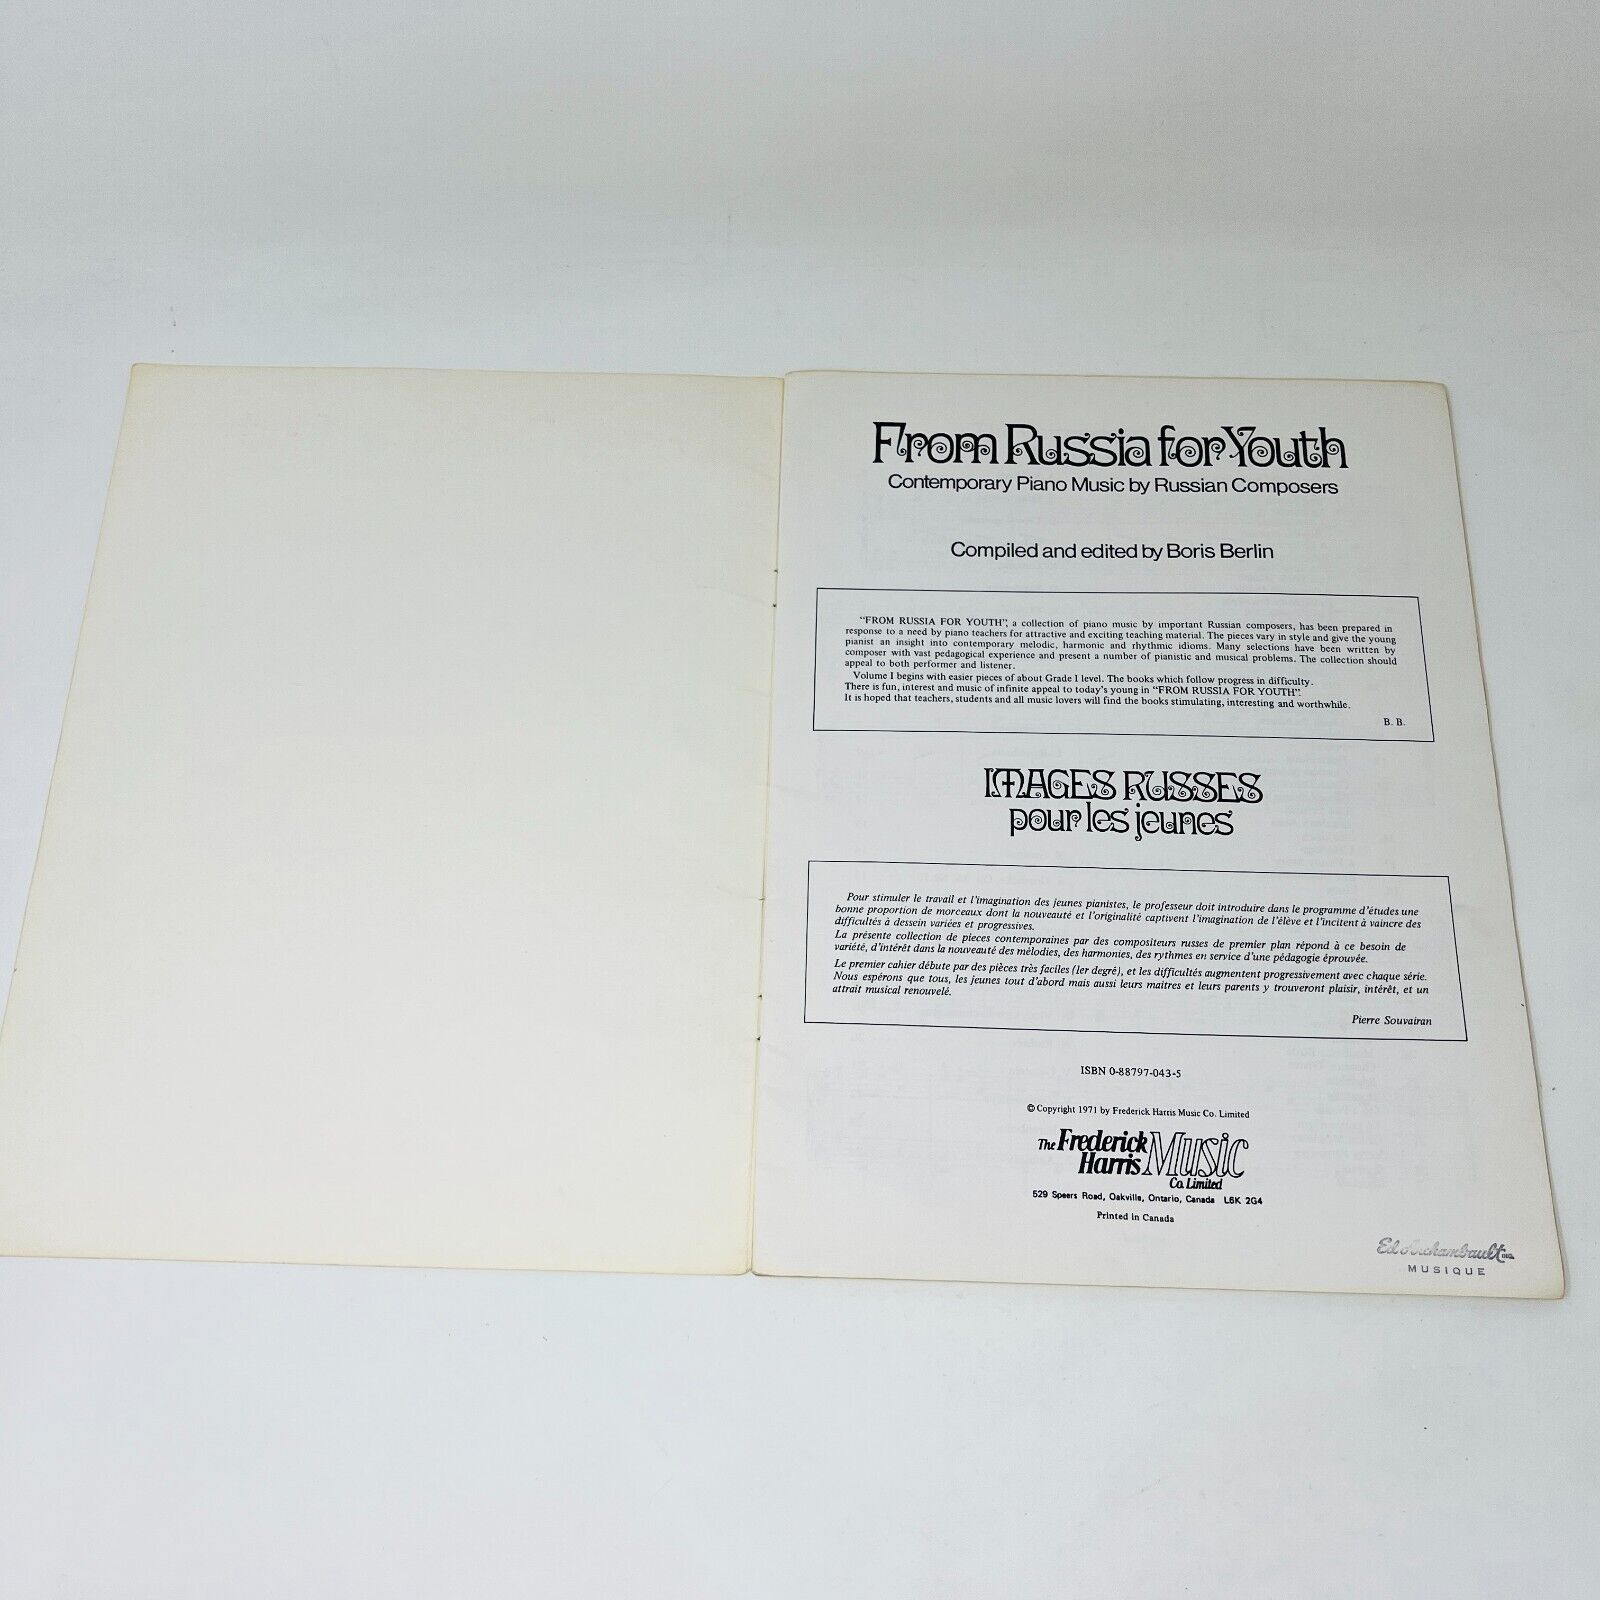 From Russia for Youth
Contemporary Piano Music by Russian Composers
Compiled and edited by Boris Berlin
"FROM RUSSIA FOR YOUTH", a collection of piano music by important Russian composers, has been prepared in
response to a need by piano teachers for attractive and exciting teaching material. The pieces vary in style and give the young
pianist an insight into contemporary melodic, harmonic and rhythmic idioms. Many selections have been written by
composer with vast pedagogical experience and present a number of pianistic and musical problems. The collection should
appeal to both performer and listener.
Volume I begins with easier pieces of about Grade I level. The books which follow progress in difficulty.
There is fun, interest and music of infinite appeal to today's young in "FROM RUSSIA FOR YOUTH".
It is hoped that teachers, students and all music lovers will find the books stimulating, interesting and worthwhile.
B. B.
IMAGES RUSSES
pour les jeunes
Pour stimuler le travail et l'imagination des jeunes pianistes, le professeur doit introduire dans le programme d'études une
bonne proportion de morceaux dont la nouveauté et l'originalité captivent l'imagination de l'élève et l'incitent à vaincre des
difficultés à dessein variées et progressives.
La présente collection de pieces contemporaines par des compositeurs russes de premier plan répond à ce besoin de
variété, d'intérêt dans la nouveauté des mélodies, des harmonies, des rythmes en service d'une pédagogie éprouvée.
Le premier cahier débute par des pièces très faciles (1er degré), et les difficultés augmentent progressivement avec chaque série.
Nous espérons que tous, les jeunes tout d'abord mais aussi leurs maitres et leurs parents y trouveront plaisir, intérêt, et un
attrait musical renouvelé.
Pierre Souvairan
ISBN 0-88797-043-5
© Copyright 1971 by Frederick Harris Music Co. Limited
The Frederick Harris Music Co. Limited
529 Speers Road, Oakville, Ontario, Canada L6K 2G4
Printed in Canada
Ed Archambault INC.
MUSIQUE